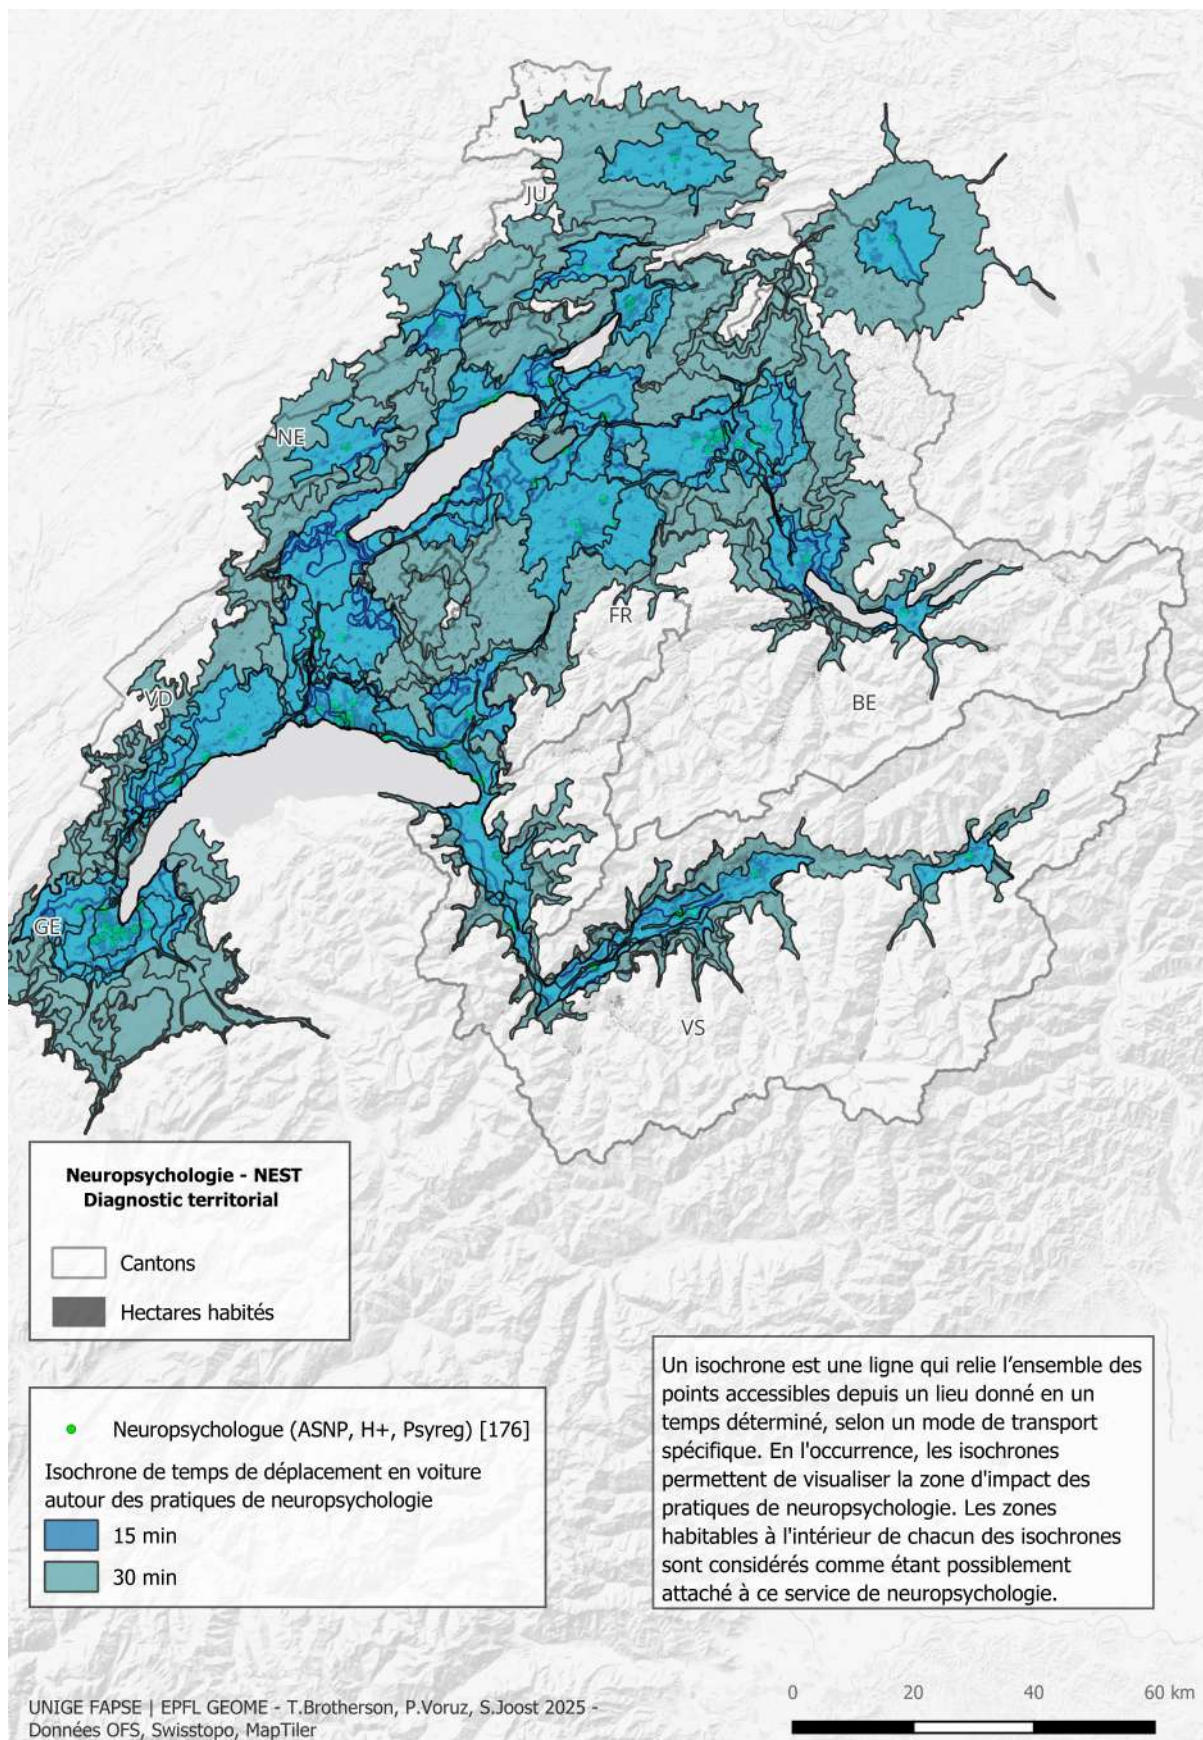 JU
NE
FR
VD
BE
GE
VS
Neuropsychologie - NEST
Diagnostic territorial
Cantons
Hectares habités
Neuropsychologue (ASNP, H+, Psyreg) [176]
Isochrone de temps de déplacement en voiture
autour des pratiques de neuropsychologie
15 min
30 min
Un isochrone est une ligne qui relie l'ensemble des
points accessibles depuis un lieu donné en un
temps déterminé, selon un mode de transport
spécifique. En l'occurrence, les isochrones
permettent de visualiser la zone d'impact des
pratiques de neuropsychologie. Les zones
habitables à l'intérieur de chacun des isochrones
sont considérés comme étant possiblement
attaché à ce service de neuropsychologie.
UNIGE FAPSE | EPFL GEOME - T.Brotherson, P.Voruz, S.Joost 2025 -
Données OFS, Swisstopo, MapTiler
0 20 40 60 km